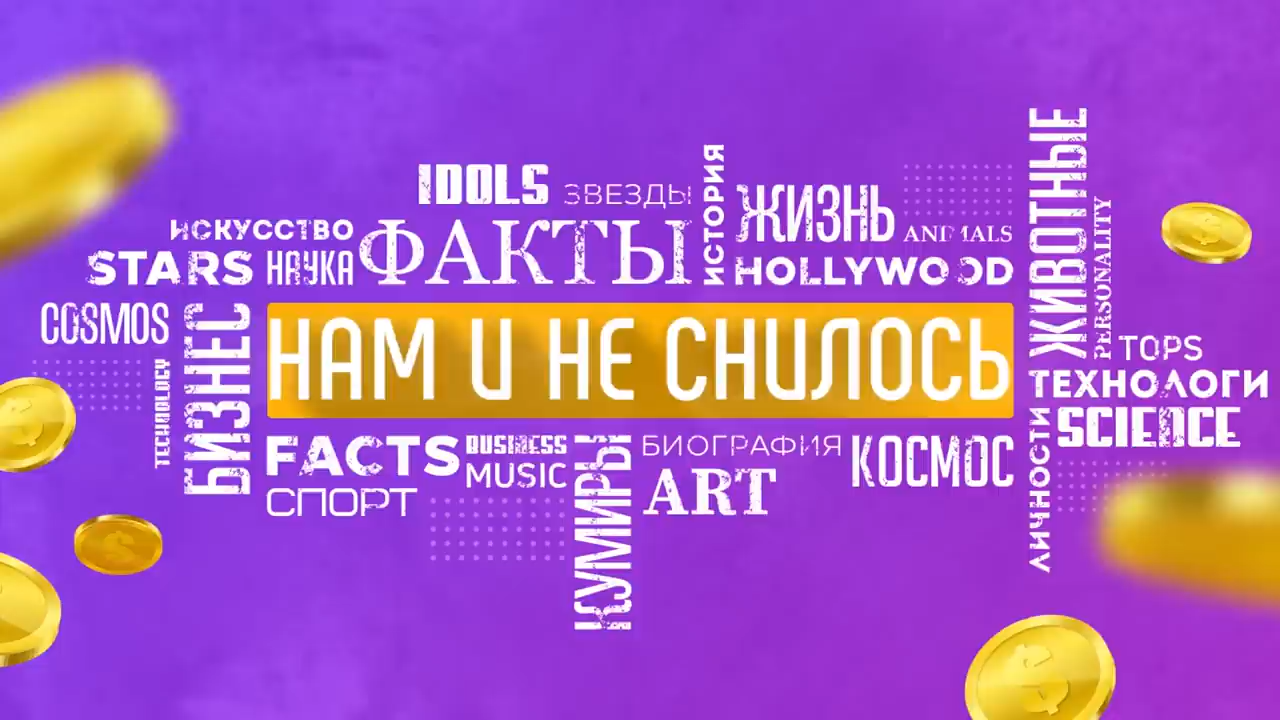 IDOLS
ЗВЕЗДЫ
ИСТОРИЯ
ЖИЗНЬ
ANIMALS
ЖИВОТНЫЕ
PERSONALITY
ИСКУССТВО
ФАКТЫ
STARS
НАУКА
HOLLYWOOD
COSMOS
БИЗНЕС
НАМ И НЕ СНИЛОСЬ
TOPS
TECHNOLOGY
ТЕХНОЛОГИ
SCIENCE
ЛИЧНОСТИ
FACTS
BUSINESS
MUSIC
КУМИРЫ
БИОГРАФИЯ
КОСМОС
СПОРТ
ART